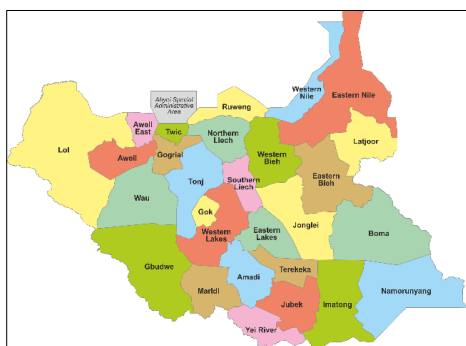 Western
Nile
Eastern Nile
Abyei Special
Administrative
Area
Ruweng
Aweil
East
Twic
Northern
Liech
Latjoor
Lol
Aweil
Gogrial
Western
Bieh
Tonj
Southern
Liech
Eastern
Bieh
Wau
Gok
Jonglei
Western
Lakes
Eastern
Lakes
Boma
Gbudwe
Terekeka
Amadi
Maridi
Jubek
Imatong
Namorunyang
Yei River